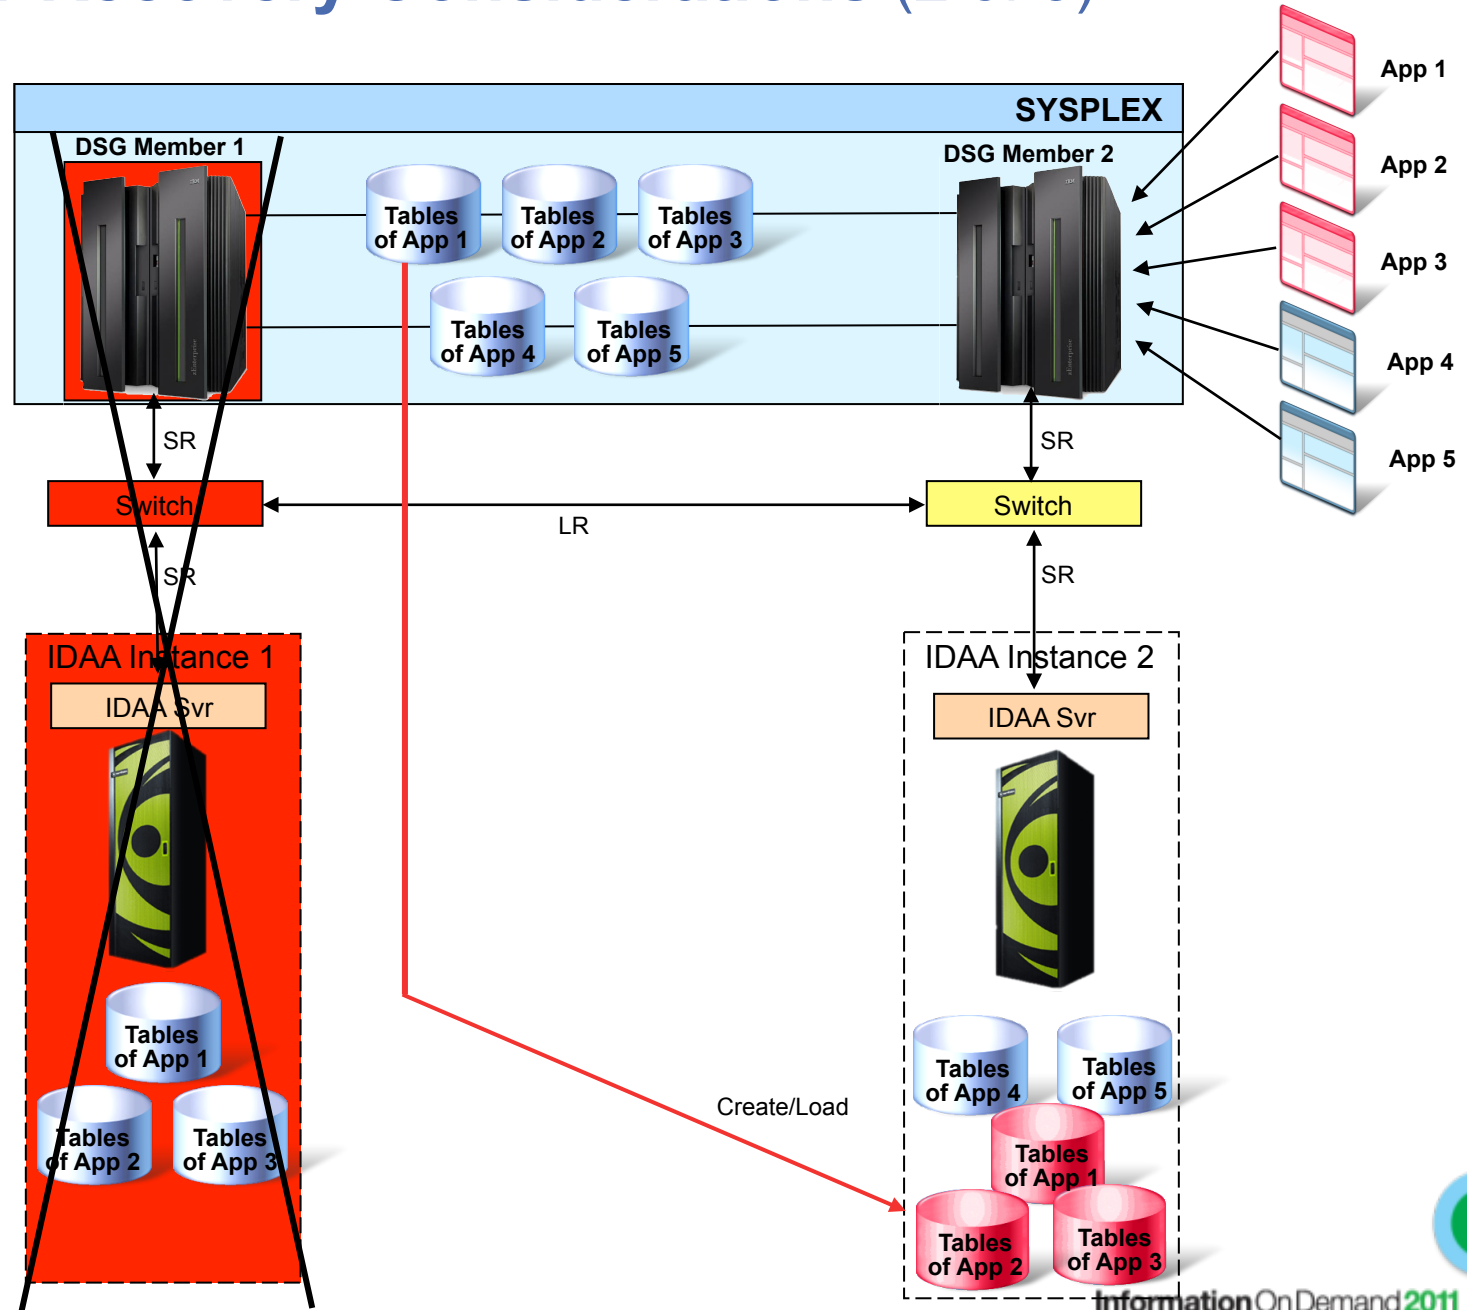 Recovery Considerations
SYSPLEX
DSG Member 1
DSG Member 2
Tables
of App 1
Tables
of App 2
Tables
of App 3
Tables
of App 4
Tables
of App 5
App 1
App 2
App 3
App 4
App 5
SR
SR
Switch
LR
Switch
SR
SR
IDAA Instance 1
IDAA Svr
IDAA Instance 2
IDAA Svr
Tables
of App 1
Tables
of App 2
Tables
of App 3
Create/Load
Tables
of App 4
Tables
of App 5
Tables
of App 1
Tables
of App 2
Tables
of App 3
Information On Demand 2011